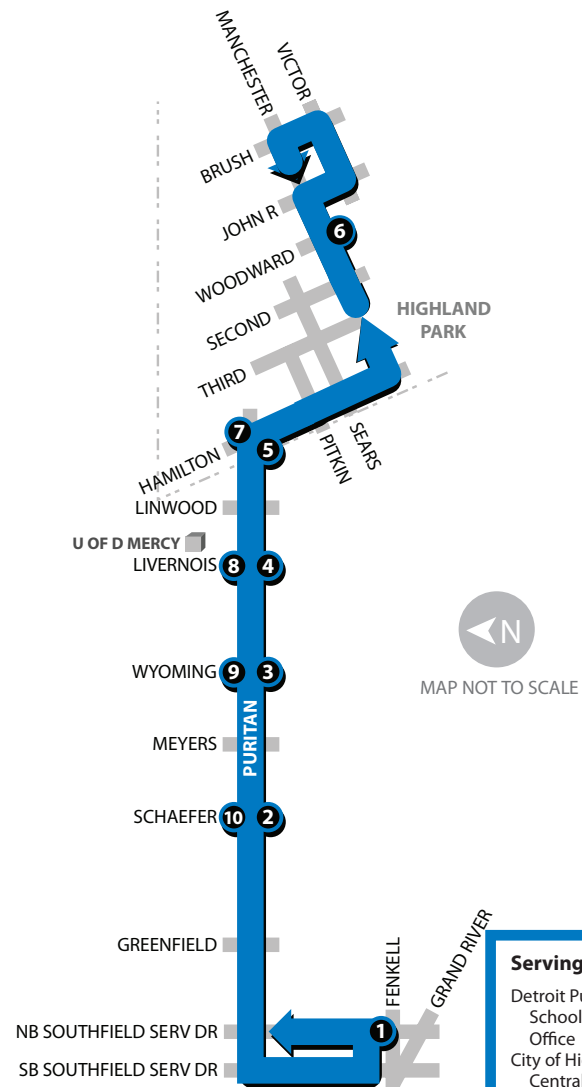 MANCHESTER
VICTOR
BRUSH
JOHN R
6
WOODWARD
SECOND
HIGHLAND
PARK
THIRD
7
5
HAMILTON
PITKIN
SEARS
LINWOOD
U OF D MERCY
LIVERNOIS
8
4
N
WYOMING
9
3
MAP NOT TO SCALE
PURITAN
MEYERS
SCHAEFER
10
2
GREENFIELD
FENKELL
GRAND RIVER
NB SOUTHFIELD SERV DR
1
SB SOUTHFIELD SERV DR
Serving
Detroit Pu
School
Office
City of Hig
Central